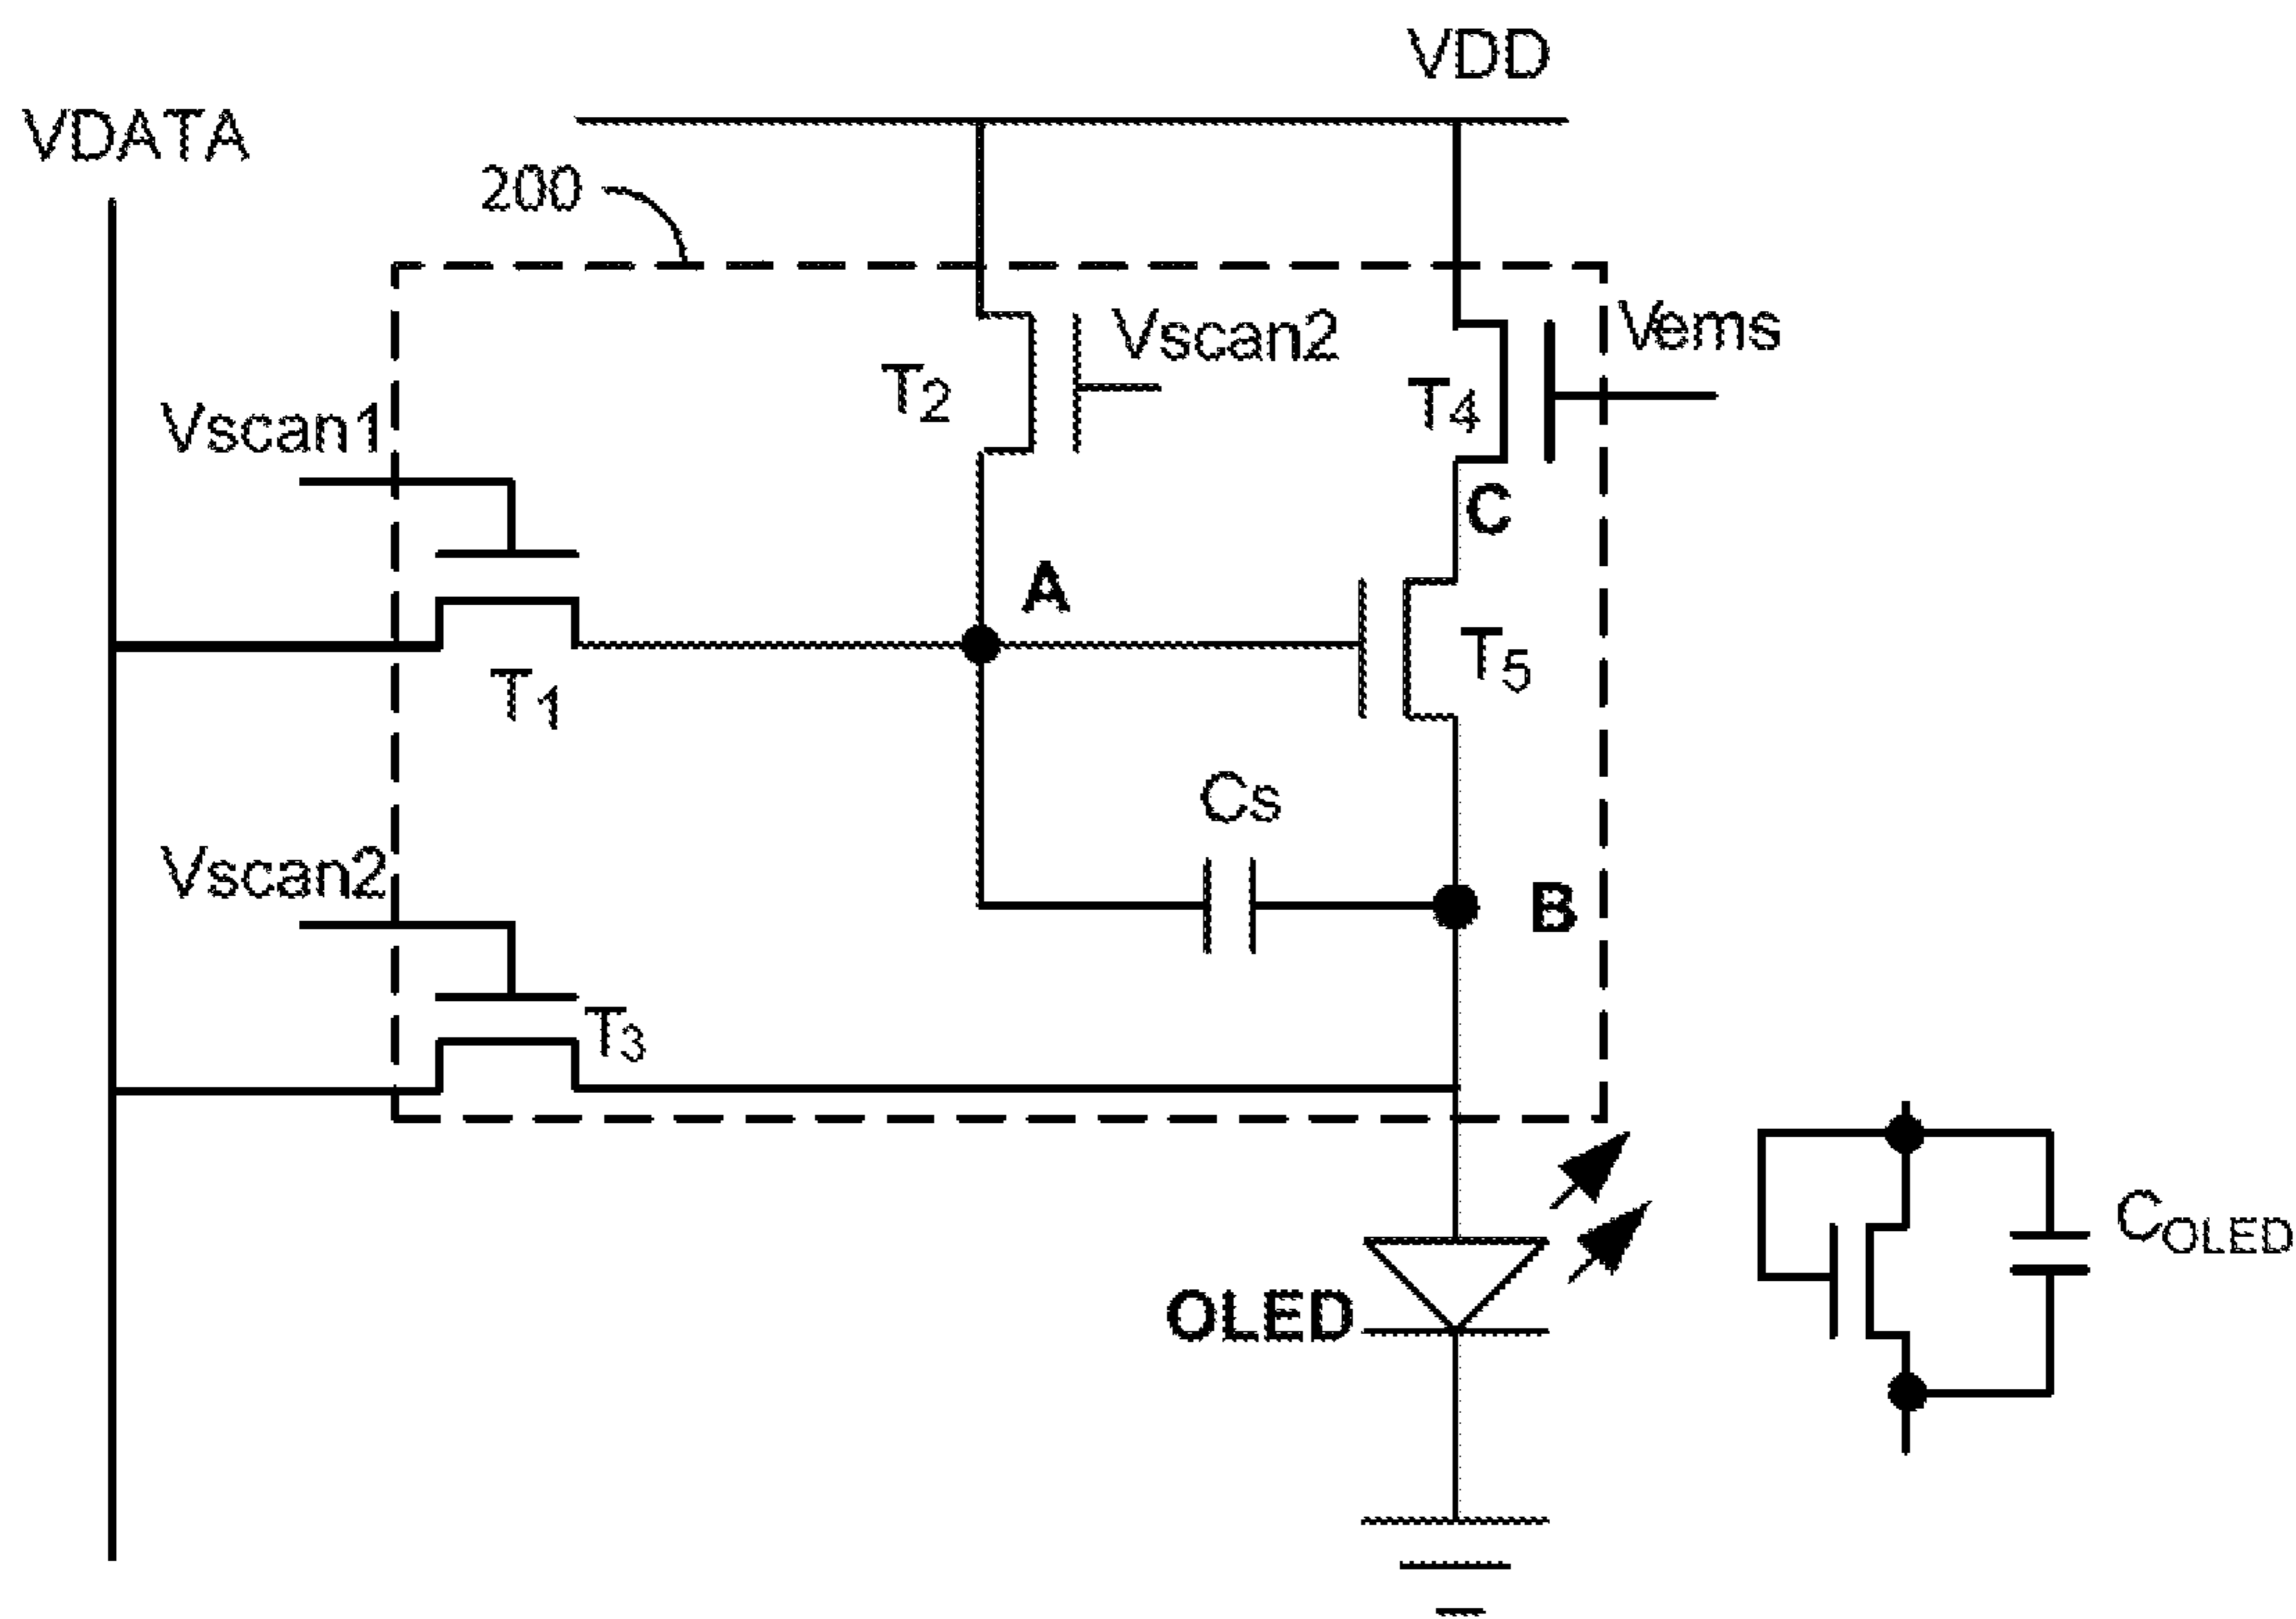 VDD
VDATA
200
Vscan2
Vems
T2
T4
Vscan1
C
A
T5
T1
Cs
Vscan2
B
T3
COLED
OLED